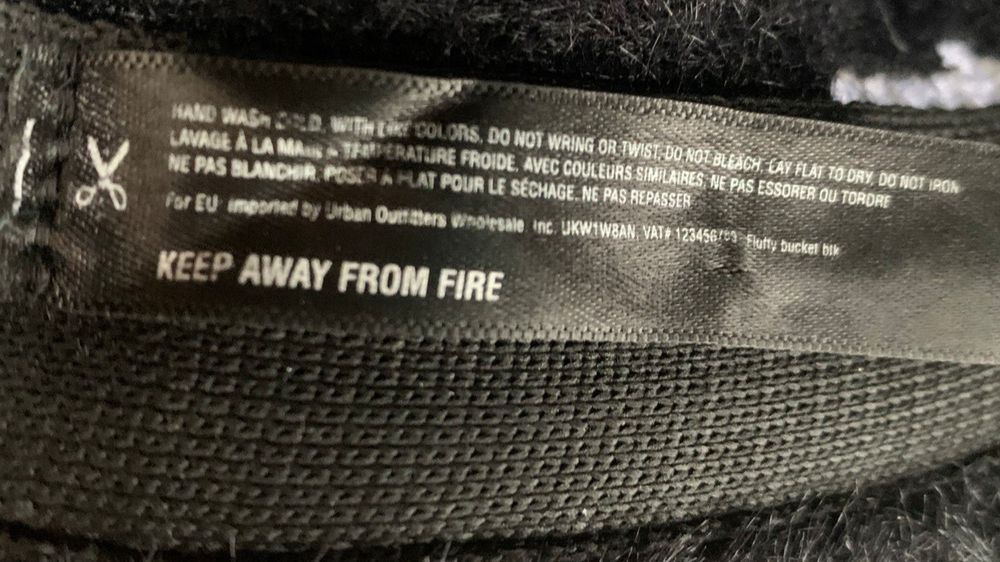 HAND WASH COLD. WITH LIKE COLORS. DO NOT WRING OR TWIST. DO NOT BLEACH. LAY FLAT TO DRY. DO NOT IRON
LAVAGE À LA MAIN À TEMPÉRATURE FROIDE. AVEC COULEURS SIMILAIRES. NE PAS ESSORER OU TORDRE
NE PAS BLANCHIR. POSER A PLAT POUR LE SÉCHAGE. NE PAS REPASSER
For EU imported by Urban Outfitters Wholesale Inc. UKW1W8AN. VAT# 123456789 Fluffy bucket blk
KEEP AWAY FROM FIRE